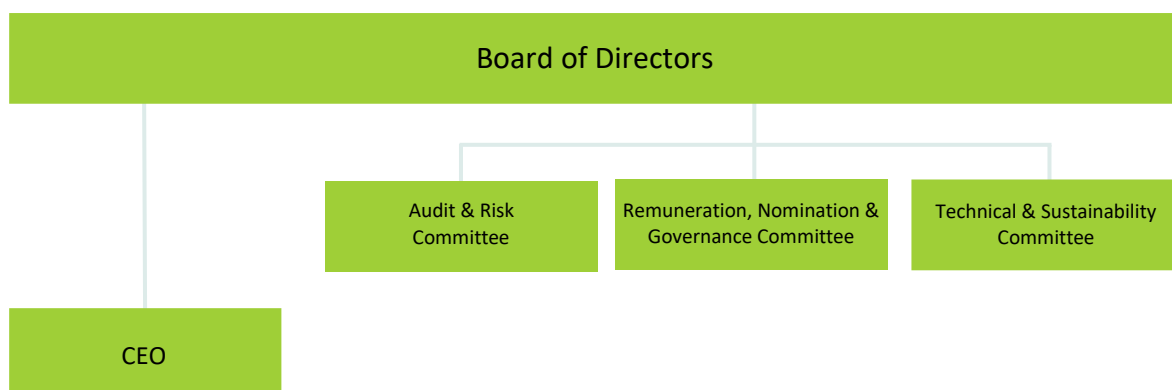 Board of Directors
Audit & Risk
Committee
Remuneration, Nomination &
Governance Committee
Technical & Sustainability
Committee
CEO